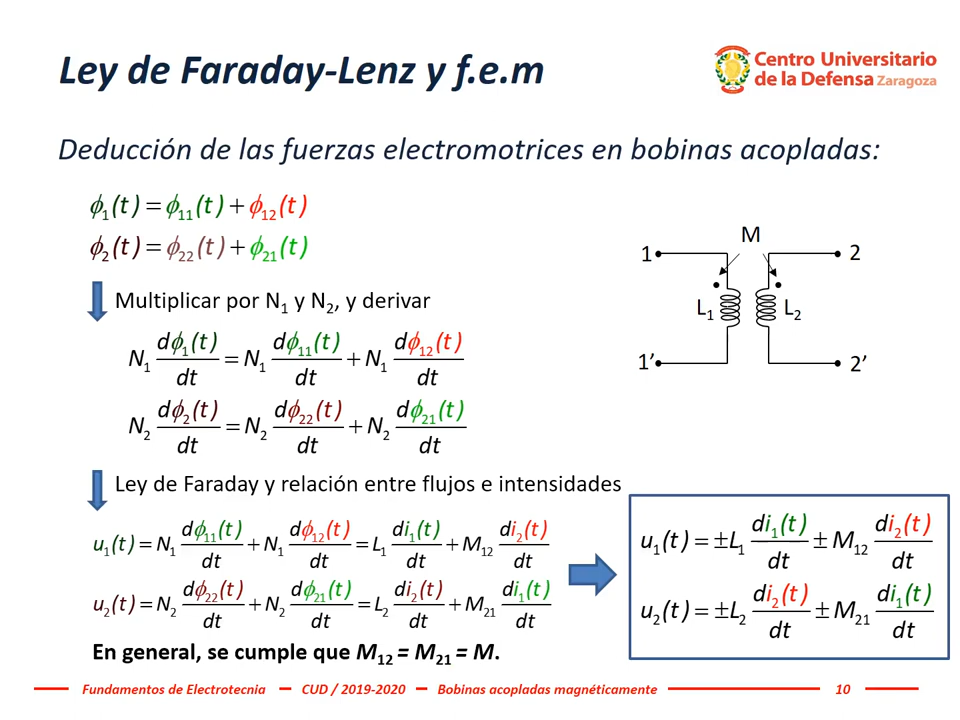 Ley de Faraday-Lenz y f.e.m
Centro Universitario
de la Defensa Zaragoza
Deducción de las fuerzas electromotrices en bobinas acopladas:
ϕ₁(t) = ϕ₁₁(t) + ϕ₁₂(t)
ϕ₂(t) = ϕ₂₂(t) + ϕ₂₁(t)
Multiplicar por N₁ y N₂, y derivar
N₁ dϕ₁(t)/dt = N₁ dϕ₁₁(t)/dt + N₁ dϕ₁₂(t)/dt
N₂ dϕ₂(t)/dt = N₂ dϕ₂₂(t)/dt + N₂ dϕ₂₁(t)/dt
M
1 2
L₁ L₂
1’ 2’
Ley de Faraday y relación entre flujos e intensidades
u₁(t) = N₁ dϕ₁₁(t)/dt + N₁ dϕ₁₂(t)/dt = L₁ di₁(t)/dt + M₁₂ di₂(t)/dt
u₂(t) = N₂ dϕ₂₂(t)/dt + N₂ dϕ₂₁(t)/dt = L₂ di₂(t)/dt + M₂₁ di₁(t)/dt
u₁(t) = ±L₁ di₁(t)/dt ± M₁₂ di₂(t)/dt
u₂(t) = ±L₂ di₂(t)/dt ± M₂₁ di₁(t)/dt
En general, se cumple que M₁₂ = M₂₁ = M.
Fundamentos de Electrotecnia — CUD / 2019-2020 — Bobinas acopladas magnéticamente 10